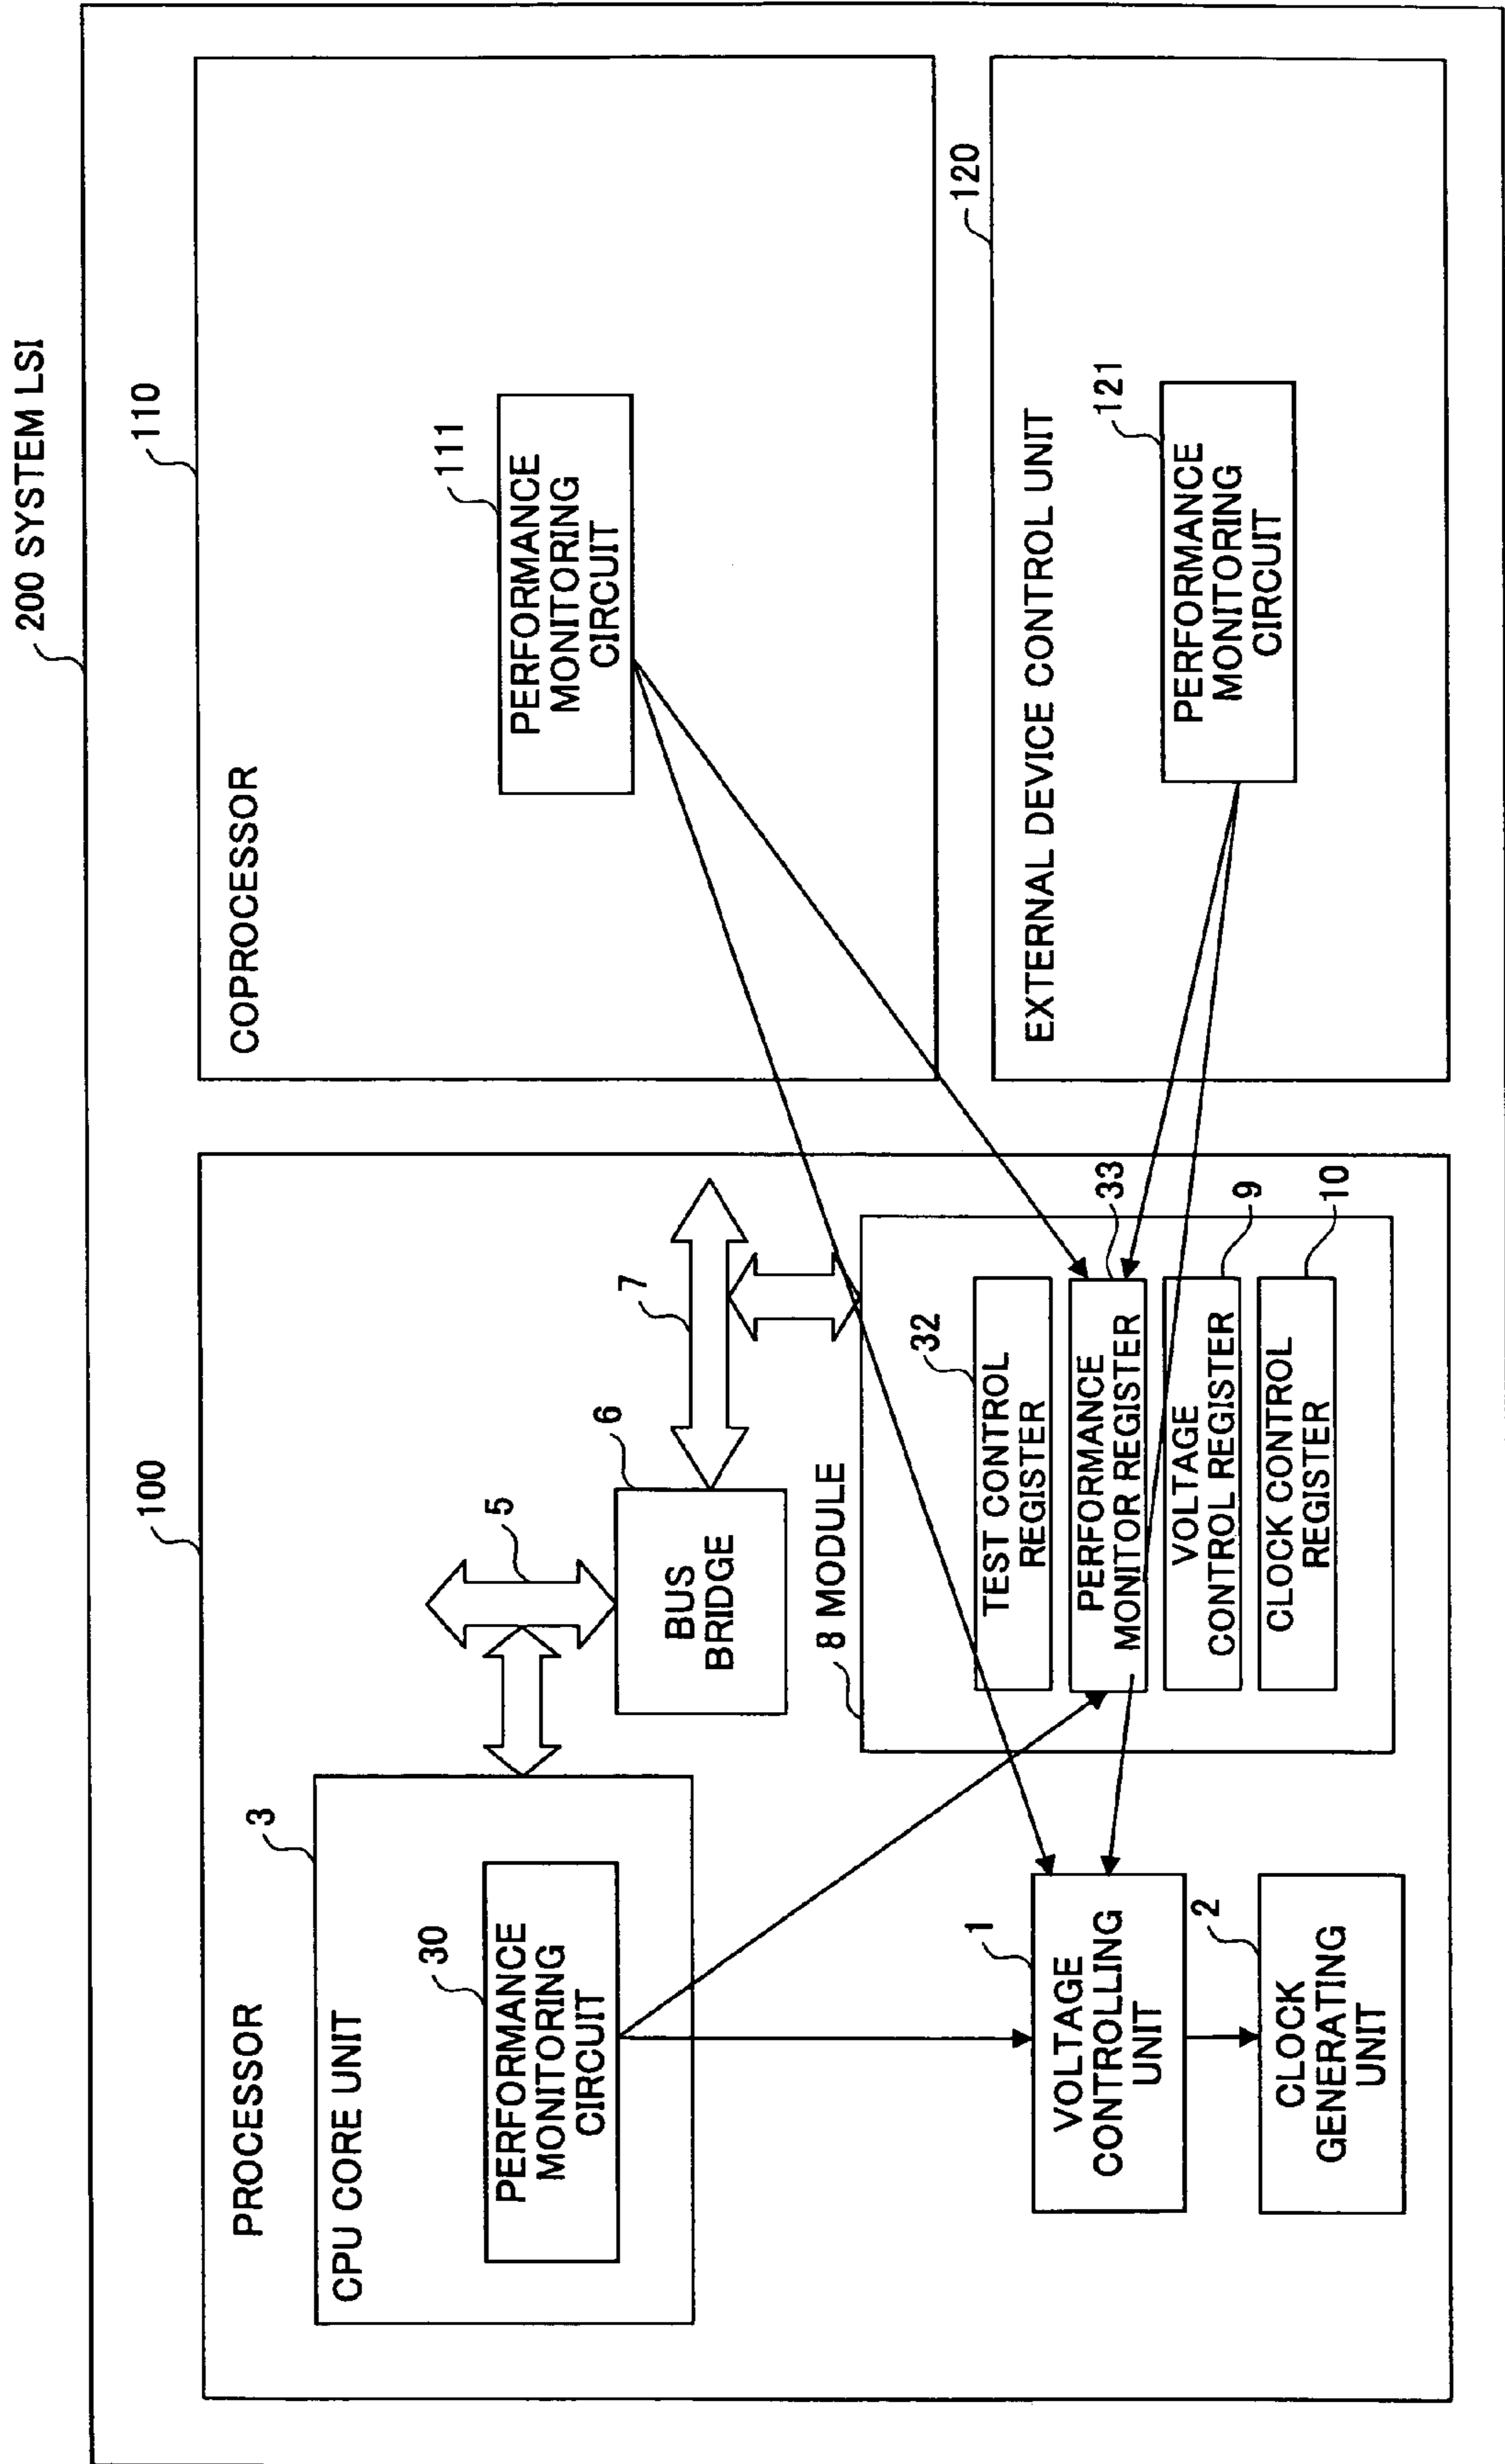 200 SYSTEM LSI
100
PROCESSOR
3
CPU CORE UNIT
30
PERFORMANCE
MONITORING
CIRCUIT
5
6
BUS
BRIDGE
7
8 MODULE
32
TEST CONTROL
REGISTER
33
PERFORMANCE
MONITOR REGISTER
9
VOLTAGE
CONTROL REGISTER
10
CLOCK CONTROL
REGISTER
1
VOLTAGE
CONTROLLING
UNIT
2
CLOCK
GENERATING
UNIT
110
COPROCESSOR
111
PERFORMANCE
MONITORING
CIRCUIT
120
EXTERNAL DEVICE CONTROL UNIT
121
PERFORMANCE
MONITORING
CIRCUIT